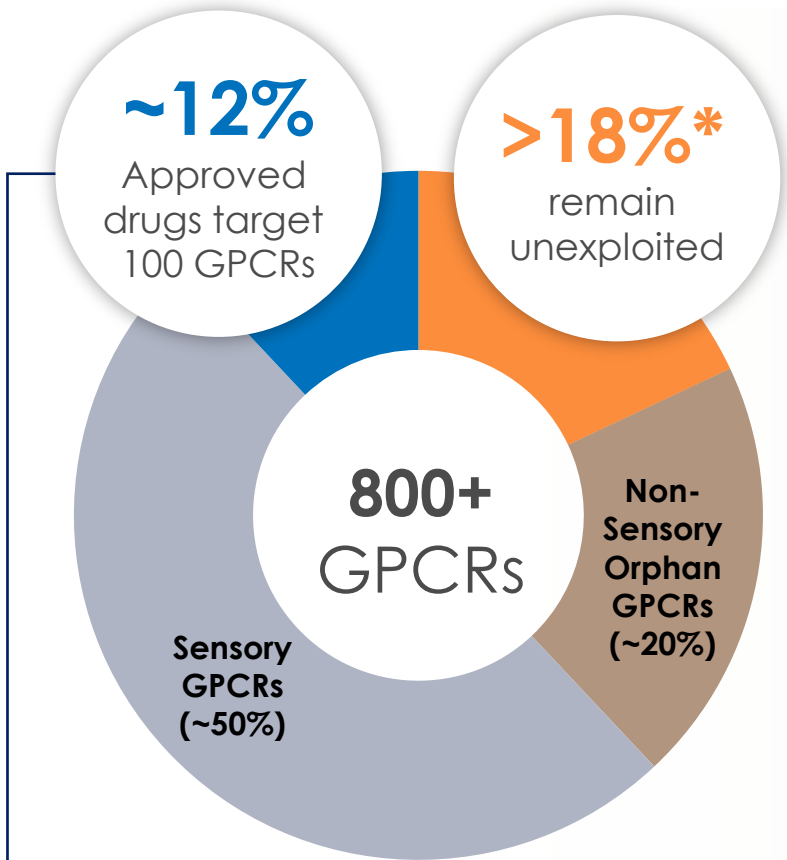 ~12%
Approved
drugs target
100 GPCRs
>18%*
remain
unexploited
800+
GPCRs
Non-
Sensory
Orphan
GPCRs
(~20%)
Sensory
GPCRs
(~50%)